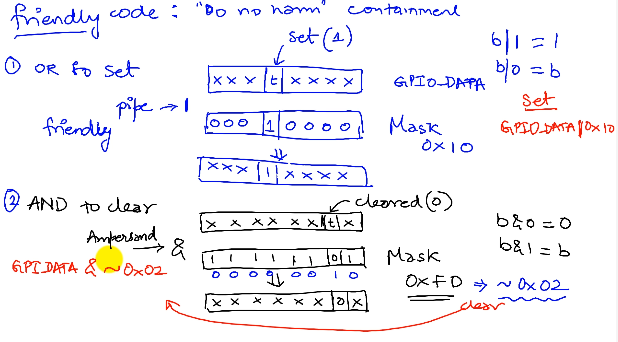 friendly code : "Do no harm" containment
set (1)
b|1 = 1
b|0 = b
① OR to set
x x x t x x x x
GPIO_DATA
set
pipe → |
friendly
0 0 0 1 0 0 0 0
Mask
0x10
GPIO_DATA|0x10
⇓
x x x 1 x x x x
② AND to clear
cleared (0)
x x x x x x t x
b&0 = 0
b&1 = b
Ampersand → &
1 1 1 1 1 1 0 1
Mask
GPIDATA & ~0x02
0 0 0 0 0 0 1 0
0xFD ⇒ ~0x02
⇓
x x x x x x 0 x
clear